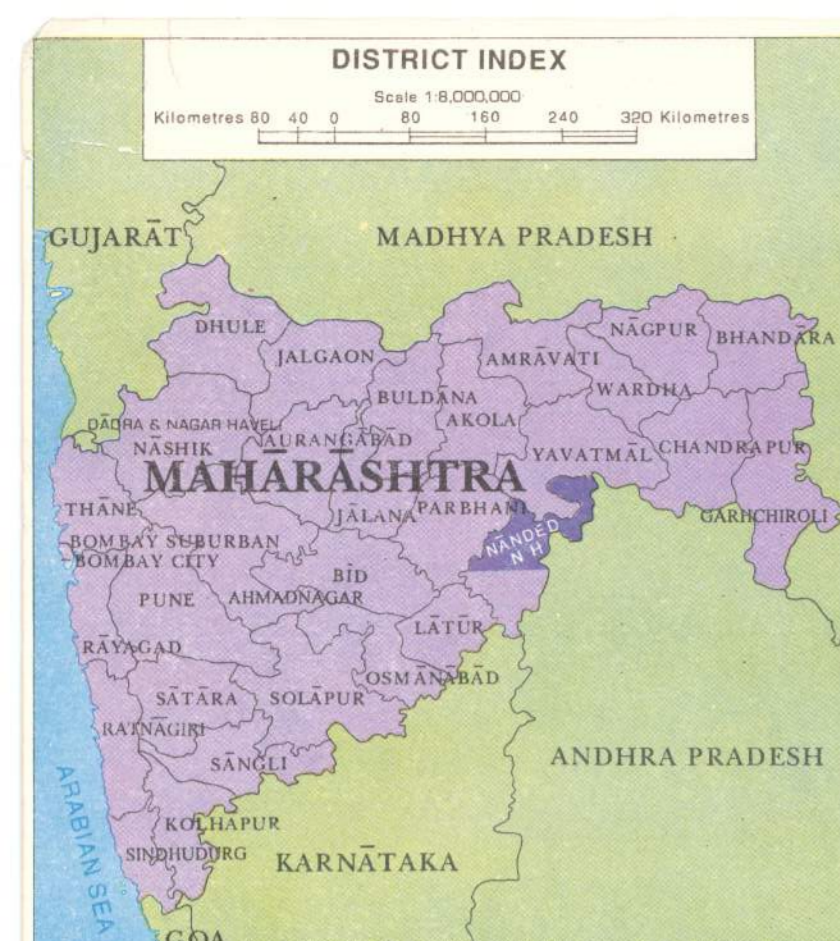 DISTRICT INDEX
Scale 1:8,000,000
Kilometres 80 40 0 80 160 240 320 Kilometres
GUJARĀT
MADHYA PRADESH
DHULE
NĀGPUR
BHANDĀRA
JALGAON
AMRĀVATI
BULDĀNA
WARDHA
AKOLA
DĀDRA & NAGAR HAVELI
NĀSHIK
AURANGĀBĀD
YAVATMĀL
CHANDRAPUR
MAHĀRĀSHTRA
THĀNE
JĀLANA
PARBHANI
GARHCHIROLI
BOMBAY SUBURBAN
NĀNDED
N H
BOMBAY CITY
BĪD
PUNE
AHMADNAGAR
LĀTŪR
RĀYAGAD
OSMĀNĀBĀD
SĀTĀRA
SOLĀPUR
RATNĀGIRI
SĀNGLI
ANDHRA PRADESH
ARABIAN SEA
KOLHAPUR
SINDHUDURG
KARNĀTAKA
GOA